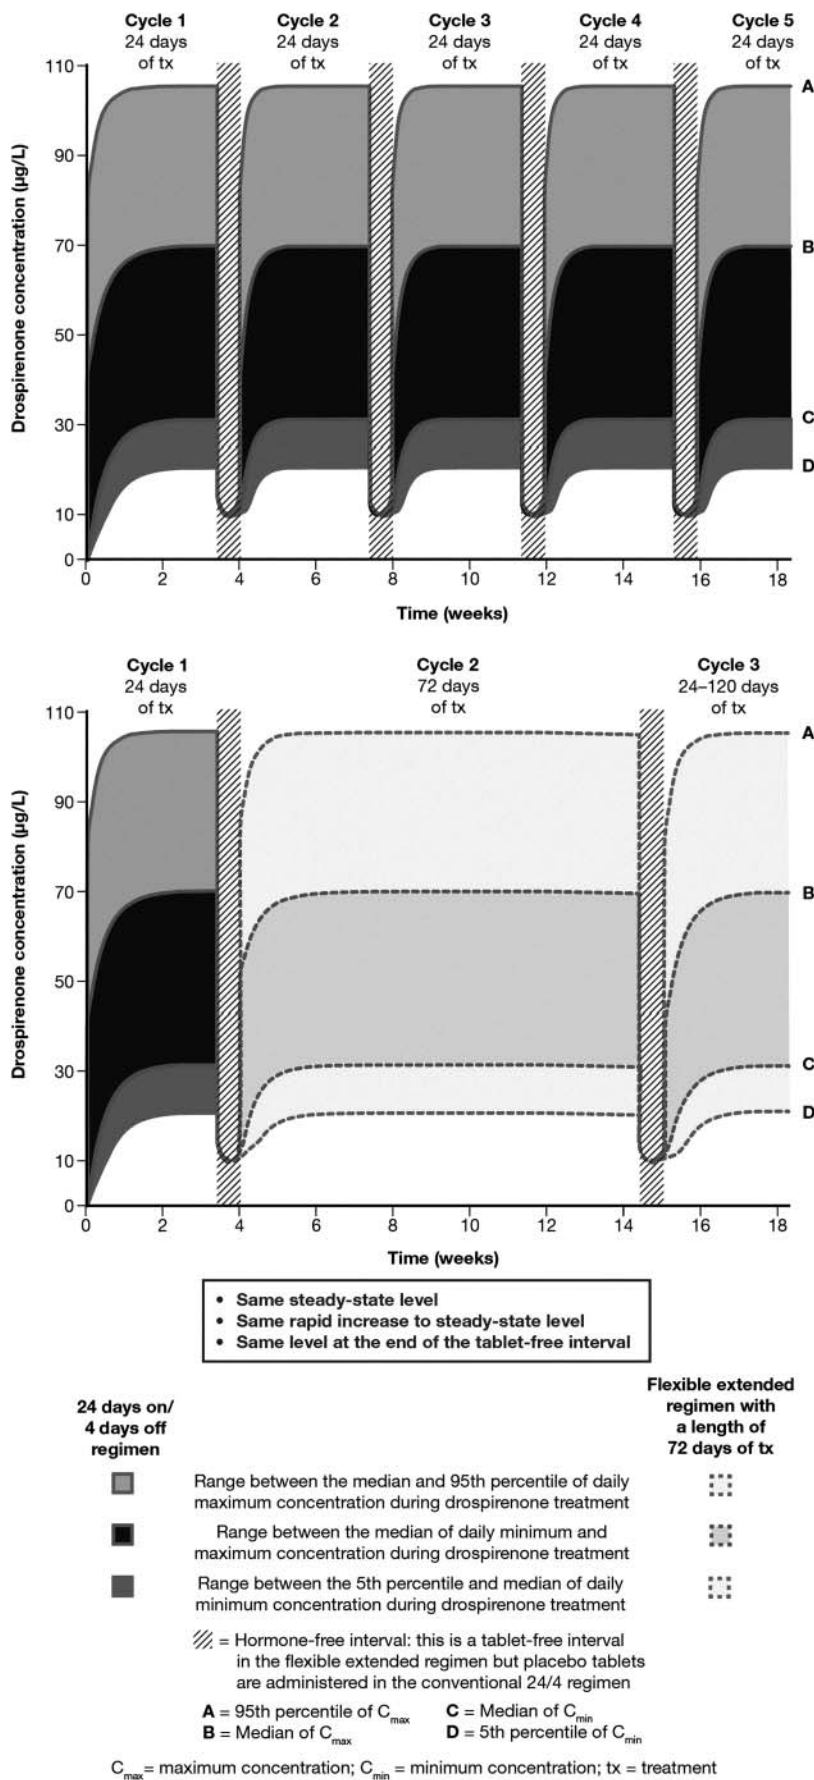 Cycle 1 Cycle 2 Cycle 3 Cycle 4 Cycle 5
24 days 24 days 24 days 24 days 24 days
of tx of tx of tx of tx of tx
110
90
70
50
30
10
0
Drospirenone concentration (µg/L)
A
B
C
D
0 2 4 6 8 10 12 14 16 18
Time (weeks)
Cycle 1 Cycle 2 Cycle 3
24 days 72 days 24–120 days
of tx of tx of tx
110
90
70
50
30
10
0
Drospirenone concentration (µg/L)
A
B
C
D
0 2 4 6 8 10 12 14 16 18
Time (weeks)
• Same steady-state level
• Same rapid increase to steady-state level
• Same level at the end of the tablet-free interval
24 days on/
4 days off
regimen
Flexible extended
regimen with
a length of
72 days of tx
Range between the median and 95th percentile of daily
maximum concentration during drospirenone treatment
Range between the median of daily minimum and
maximum concentration during drospirenone treatment
Range between the 5th percentile and median of daily
minimum concentration during drospirenone treatment
= Hormone-free interval: this is a tablet-free interval
in the flexible extended regimen but placebo tablets
are administered in the conventional 24/4 regimen
A = 95th percentile of Cmax C = Median of Cmin
B = Median of Cmax D = 5th percentile of Cmin
Cmax= maximum concentration; Cmin = minimum concentration; tx = treatment